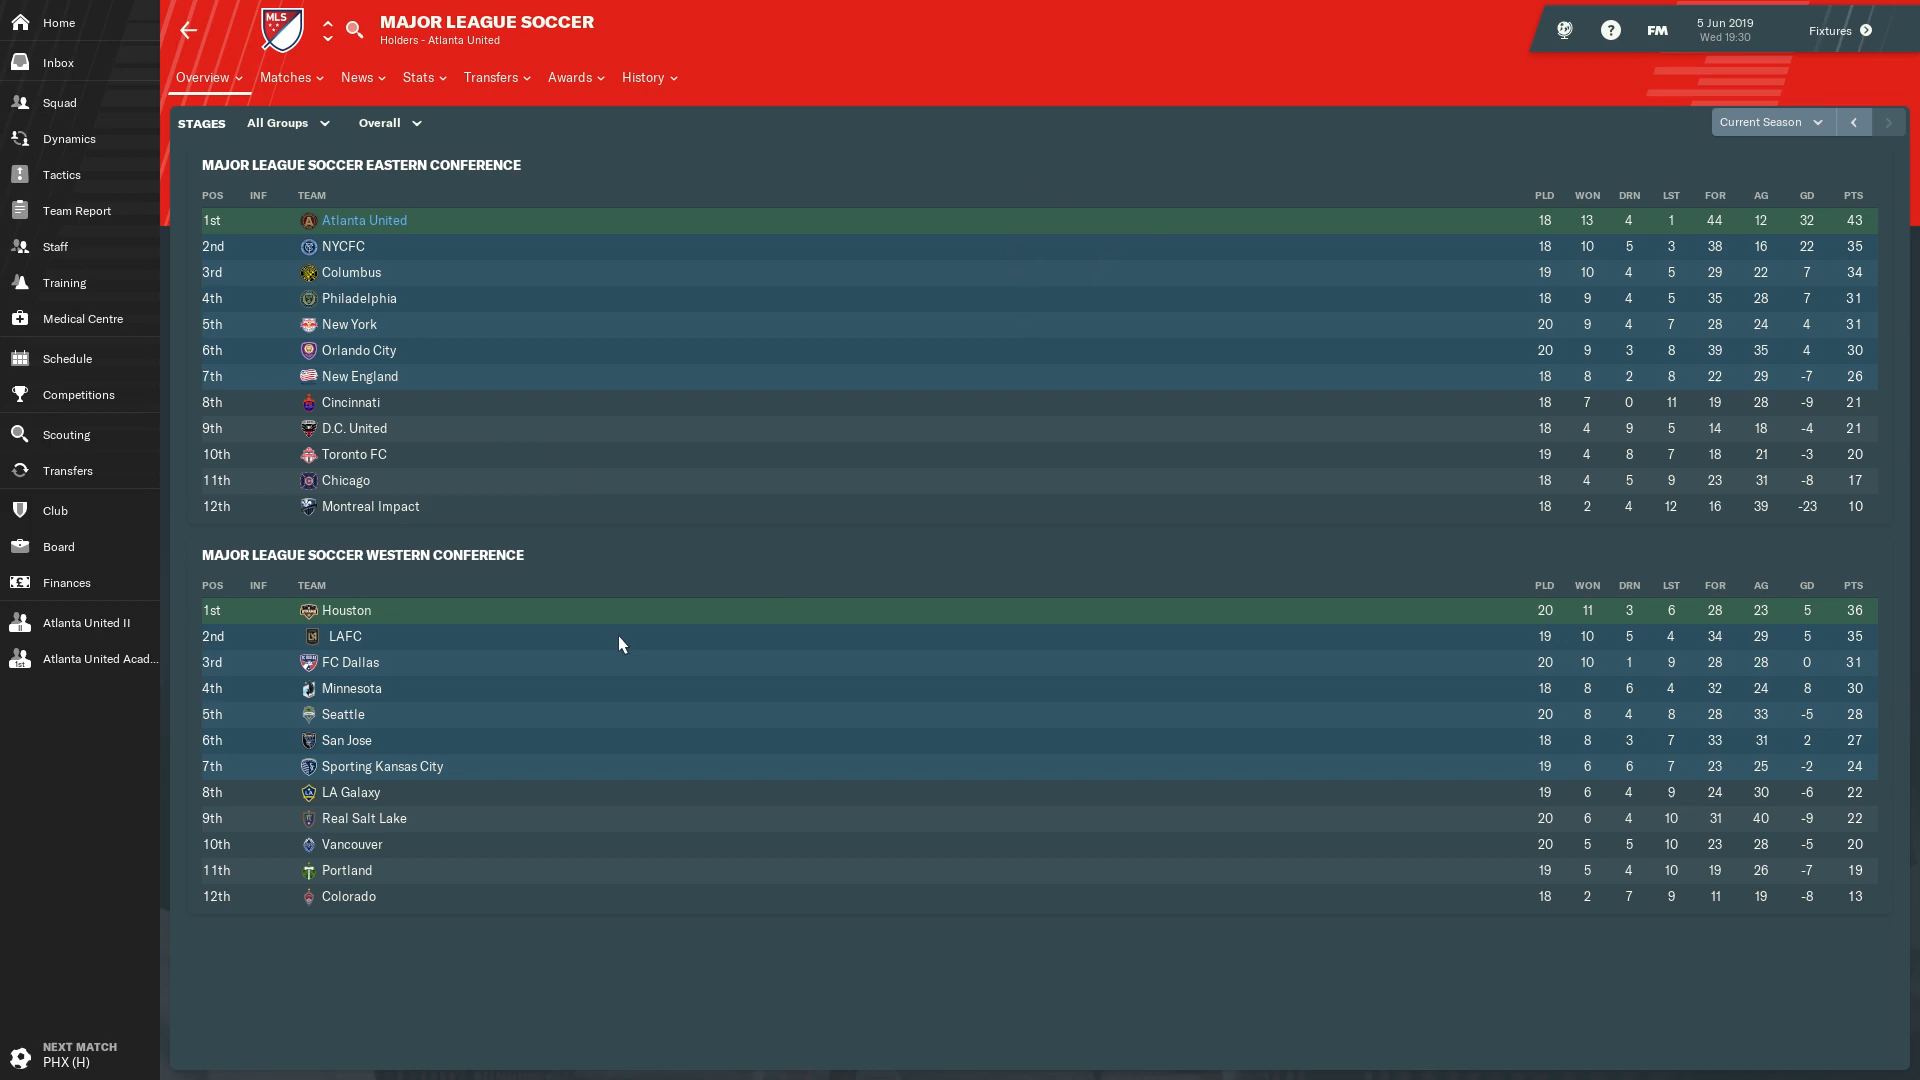 Home
Inbox
Squad
Dynamics
Tactics
Team Report
Staff
Training
Medical Centre
Schedule
Competitions
Scouting
Transfers
Club
Board
Finances
Atlanta United II
Atlanta United Acad...
NEXT MATCH
PHX (H)
MLS
MAJOR LEAGUE SOCCER
Holders - Atlanta United
FM
5 Jun 2019
Wed 19:30
Fixtures
Overview Matches News Stats Transfers Awards History
STAGES All Groups Overall Current Season
MAJOR LEAGUE SOCCER EASTERN CONFERENCE
POS INF TEAM PLD WON DRN LST FOR AG GD PTS
1st Atlanta United 18 13 4 1 44 12 32 43
2nd NYCFC 18 10 5 3 38 16 22 35
3rd Columbus 19 10 4 5 29 22 7 34
4th Philadelphia 18 9 4 5 35 28 7 31
5th New York 20 9 4 7 28 24 4 31
6th Orlando City 20 9 3 8 39 35 4 30
7th New England 18 8 2 8 22 29 -7 26
8th Cincinnati 18 7 0 11 19 28 -9 21
9th D.C. United 18 4 9 5 14 18 -4 21
10th Toronto FC 19 4 8 7 18 21 -3 20
11th Chicago 18 4 5 9 23 31 -8 17
12th Montreal Impact 18 2 4 12 16 39 -23 10
MAJOR LEAGUE SOCCER WESTERN CONFERENCE
POS INF TEAM PLD WON DRN LST FOR AG GD PTS
1st Houston 20 11 3 6 28 23 5 36
2nd LAFC 19 10 5 4 34 29 5 35
3rd FC Dallas 20 10 1 9 28 28 0 31
4th Minnesota 18 8 6 4 32 24 8 30
5th Seattle 20 8 4 8 28 33 -5 28
6th San Jose 18 8 3 7 33 31 2 27
7th Sporting Kansas City 19 6 6 7 23 25 -2 24
8th LA Galaxy 19 6 4 9 24 30 -6 22
9th Real Salt Lake 20 6 4 10 31 40 -9 22
10th Vancouver 20 5 5 10 23 28 -5 20
11th Portland 19 5 4 10 19 26 -7 19
12th Colorado 18 2 7 9 11 19 -8 13